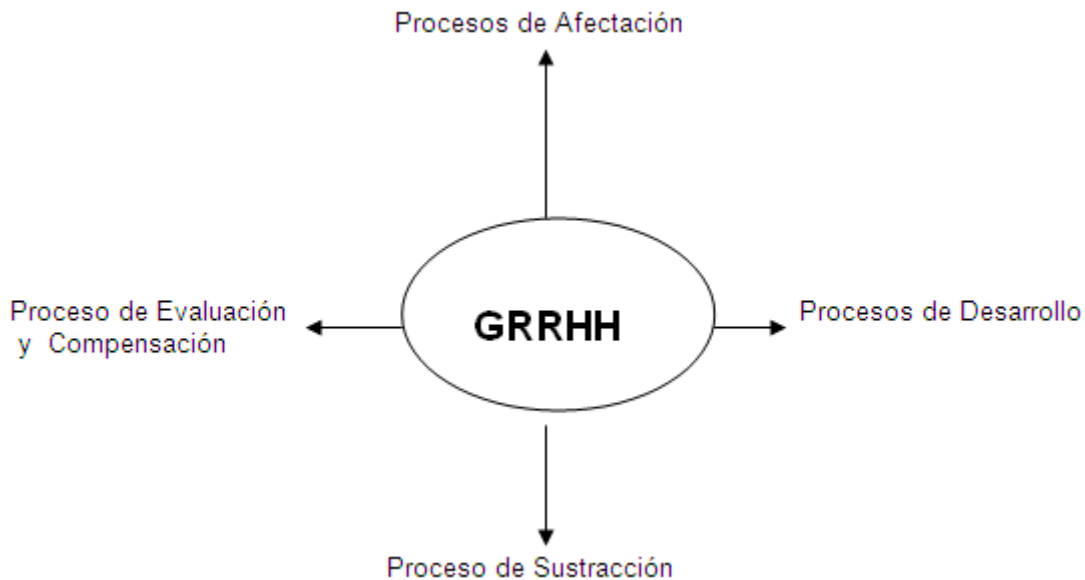 Procesos de Afectación
Proceso de Evaluación
y Compensación
GRRHH
Procesos de Desarrollo
Proceso de Sustracción